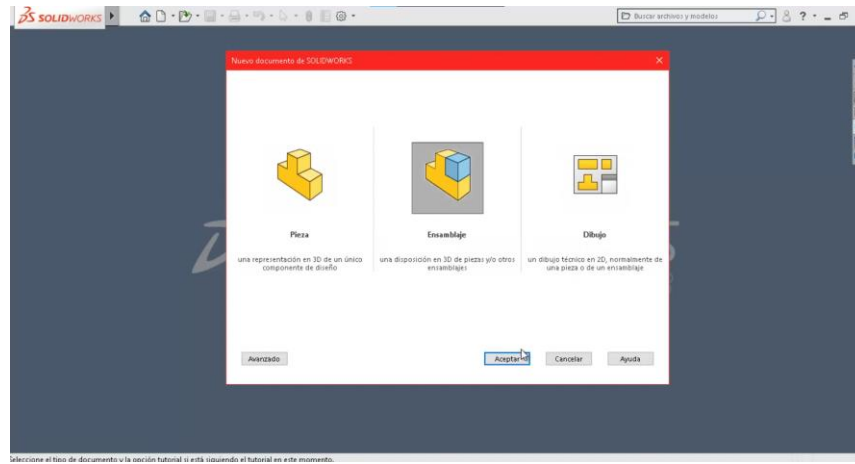 SOLIDWORKS
Buscar archivos y modelos
Nuevo documento de SOLIDWORKS
Pieza
Ensamblaje
Dibujo
una representación en 3D de un único
componente de diseño
una disposición en 3D de piezas y/o otros
ensamblajes
un dibujo técnico en 2D, normalmente de
una pieza o de un ensamblaje
Avanzado
Aceptar
Cancelar
Ayuda
Seleccione el tipo de documento y la opción tutorial si está siguiendo el tutorial en este momento.